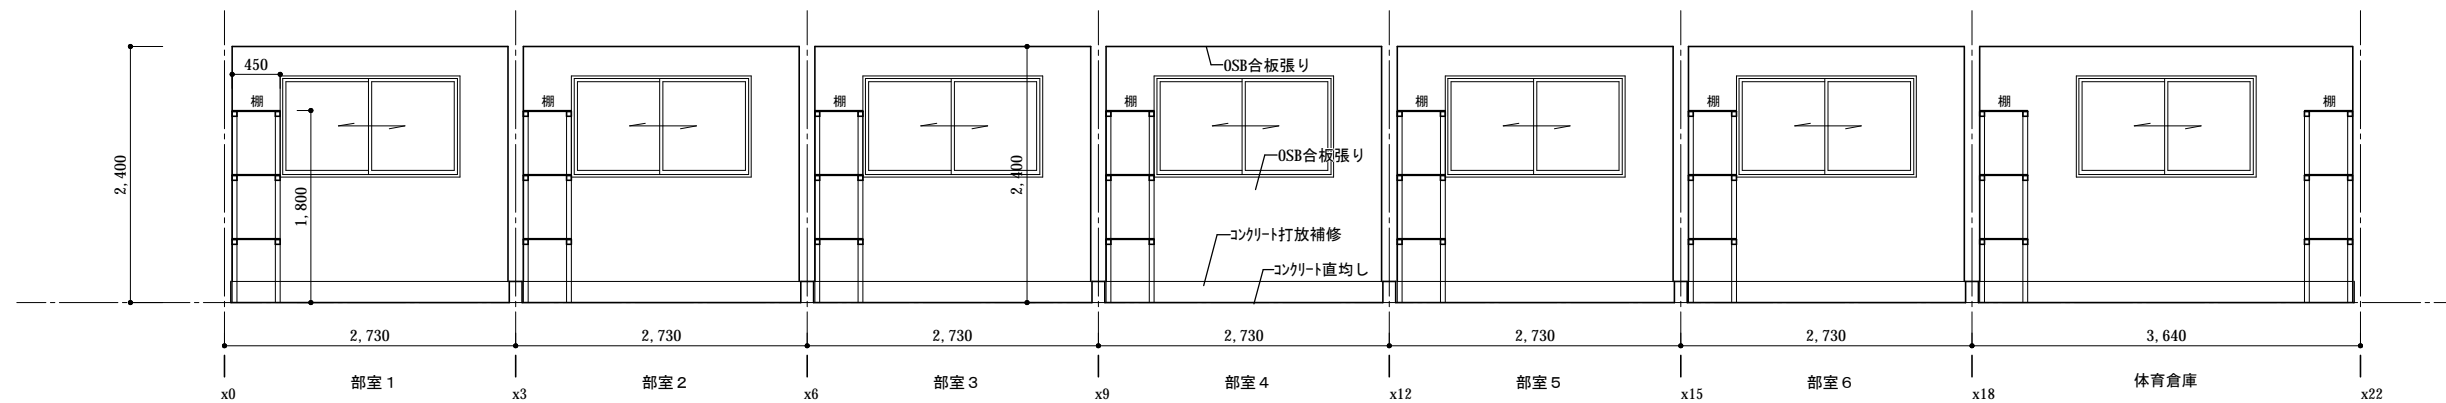 450
OSB合板張り
棚
棚
棚
棚
棚
棚
棚
棚
2,400
1,800
2,400
OSB合板張り
コンクリート打放補修
コンクリート直均し
2,730
2,730
2,730
2,730
2,730
2,730
3,640
部室1
部室2
部室3
部室4
部室5
部室6
体育倉庫
x0
x3
x6
x9
x12
x15
x18
x22